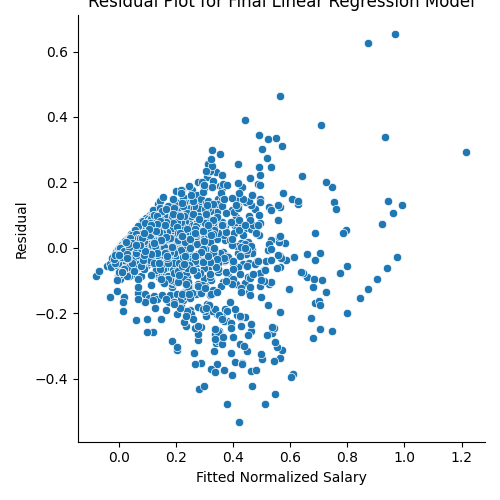 Residual Plot for Final Linear Regression Model
0.6
0.4
0.2
0.0
−0.2
−0.4
Residual
0.0 0.2 0.4 0.6 0.8 1.0 1.2
Fitted Normalized Salary